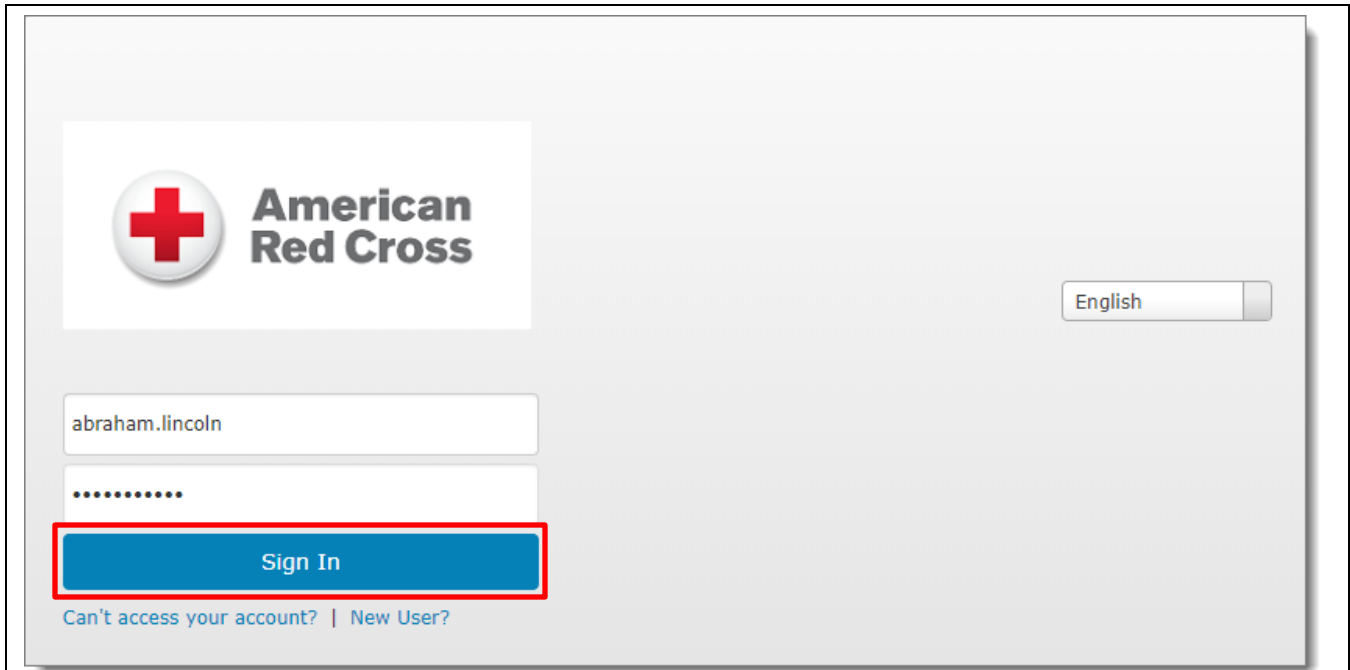 American
Red Cross
English
abraham.lincoln
•••••••••••
Sign In
Can't access your account? | New User?